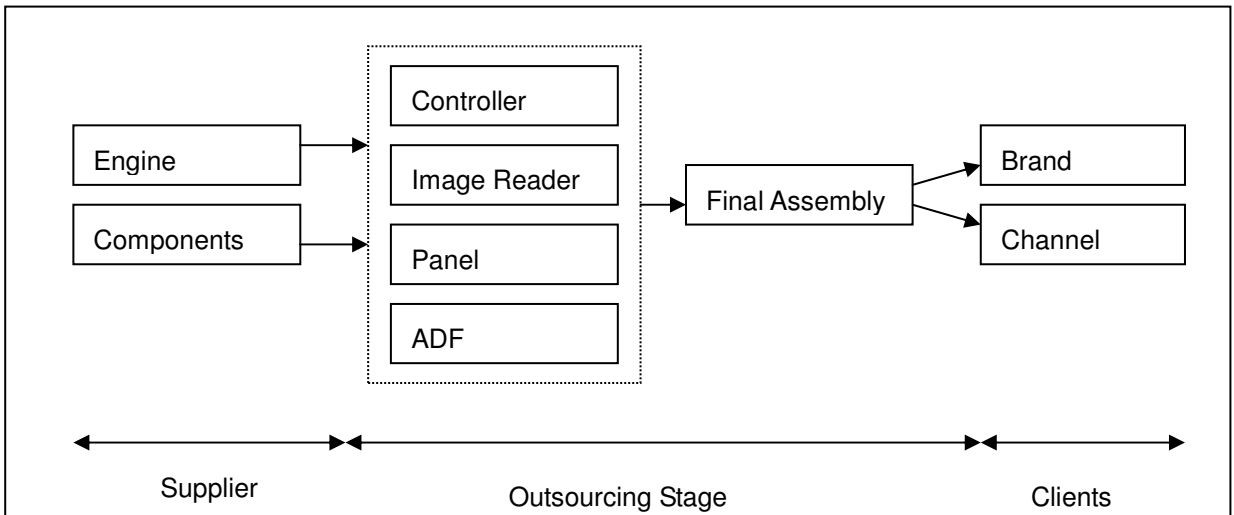 Engine
Components
Controller
Image Reader
Panel
ADF
Final Assembly
Brand
Channel
Supplier
Outsourcing Stage
Clients